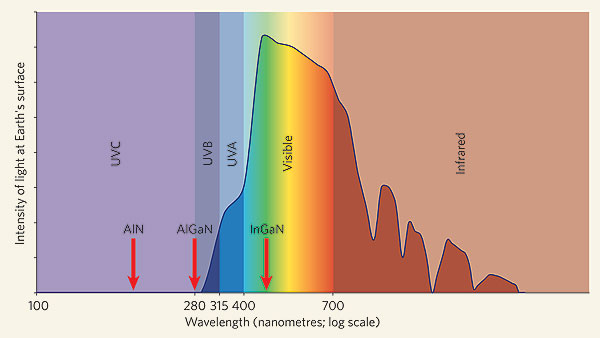 Intensity of light at Earth's surface
UVC
UVB
UVA
Visible
Infrared
AlN
AlGaN
InGaN
100
280
315
400
700
Wavelength (nanometres; log scale)